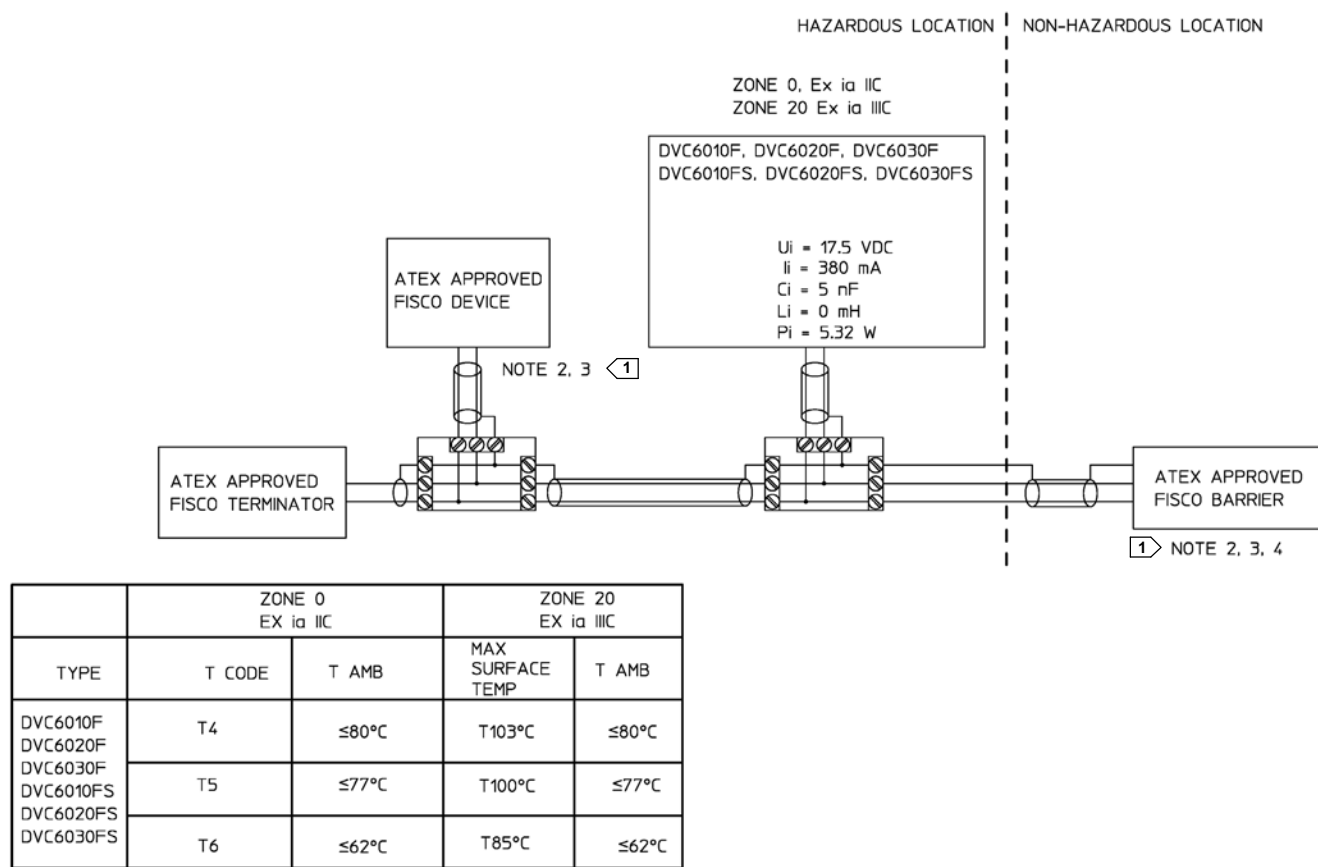 HAZARDOUS LOCATION
NON-HAZARDOUS LOCATION
ZONE 0, Ex ia IIC
ZONE 20 Ex ia IIIC
DVC6010F, DVC6020F, DVC6030F
DVC6010FS, DVC6020FS, DVC6030FS
Ui = 17.5 VDC
Ii = 380 mA
Ci = 5 nF
Li = 0 mH
Pi = 5.32 W
ATEX APPROVED
FISCO DEVICE
NOTE 2, 3
1
ATEX APPROVED
FISCO TERMINATOR
ATEX APPROVED
FISCO BARRIER
1
NOTE 2, 3, 4
ZONE 0
EX ia IIC
ZONE 20
EX ia IIIC
TYPE
T CODE
T AMB
MAX
SURFACE
TEMP
T AMB
DVC6010F
DVC6020F
DVC6030F
DVC6010FS
DVC6020FS
DVC6030FS
T4
≤80°C
T103°C
≤80°C
T5
≤77°C
T100°C
≤77°C
T6
≤62°C
T85°C
≤62°C